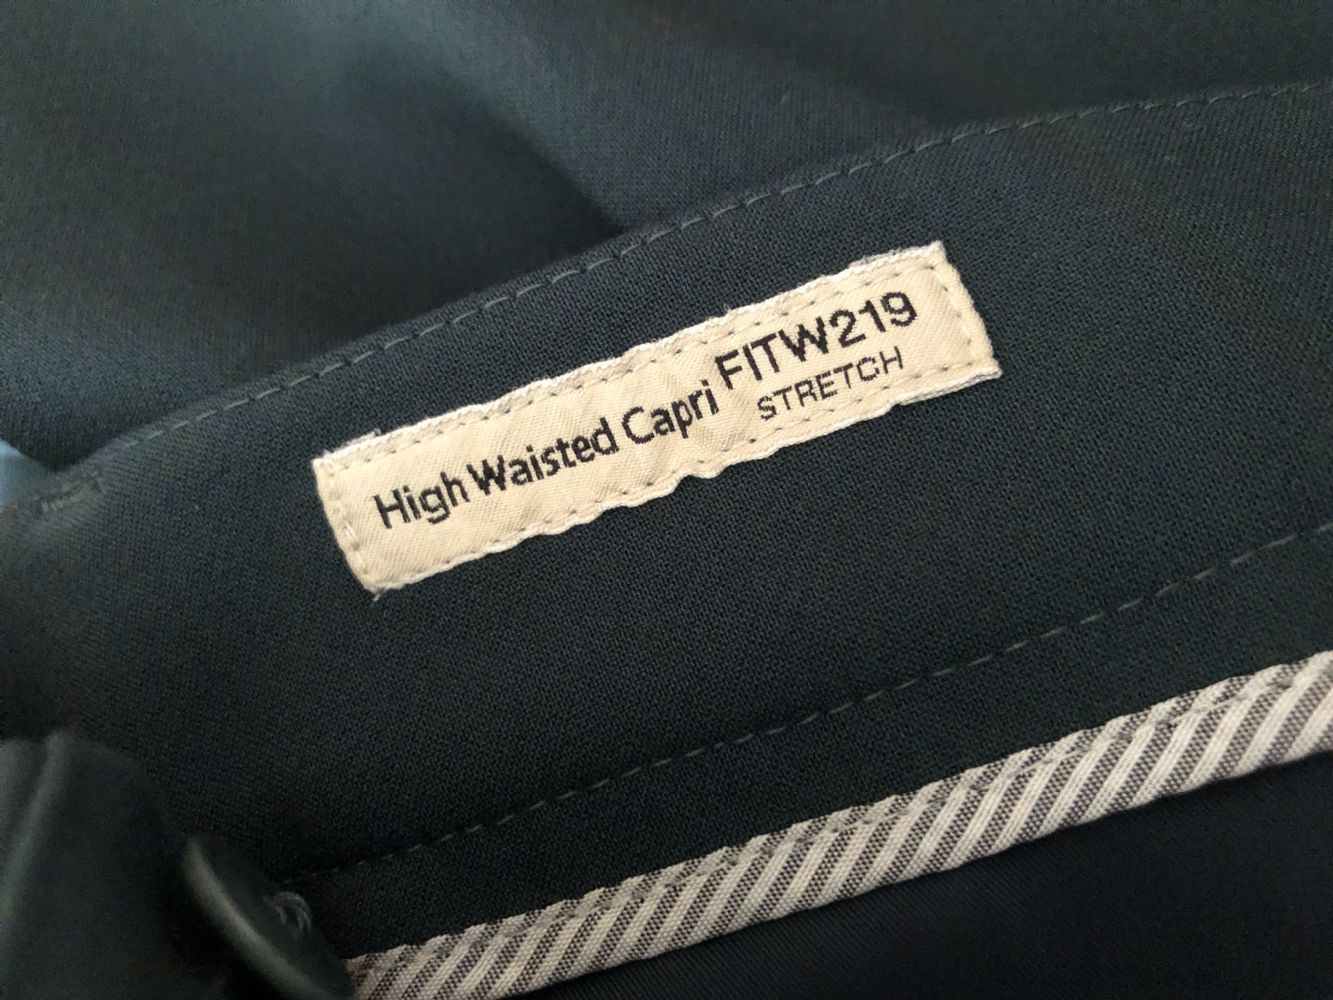 High Waisted Capri FITW219
STRETCH